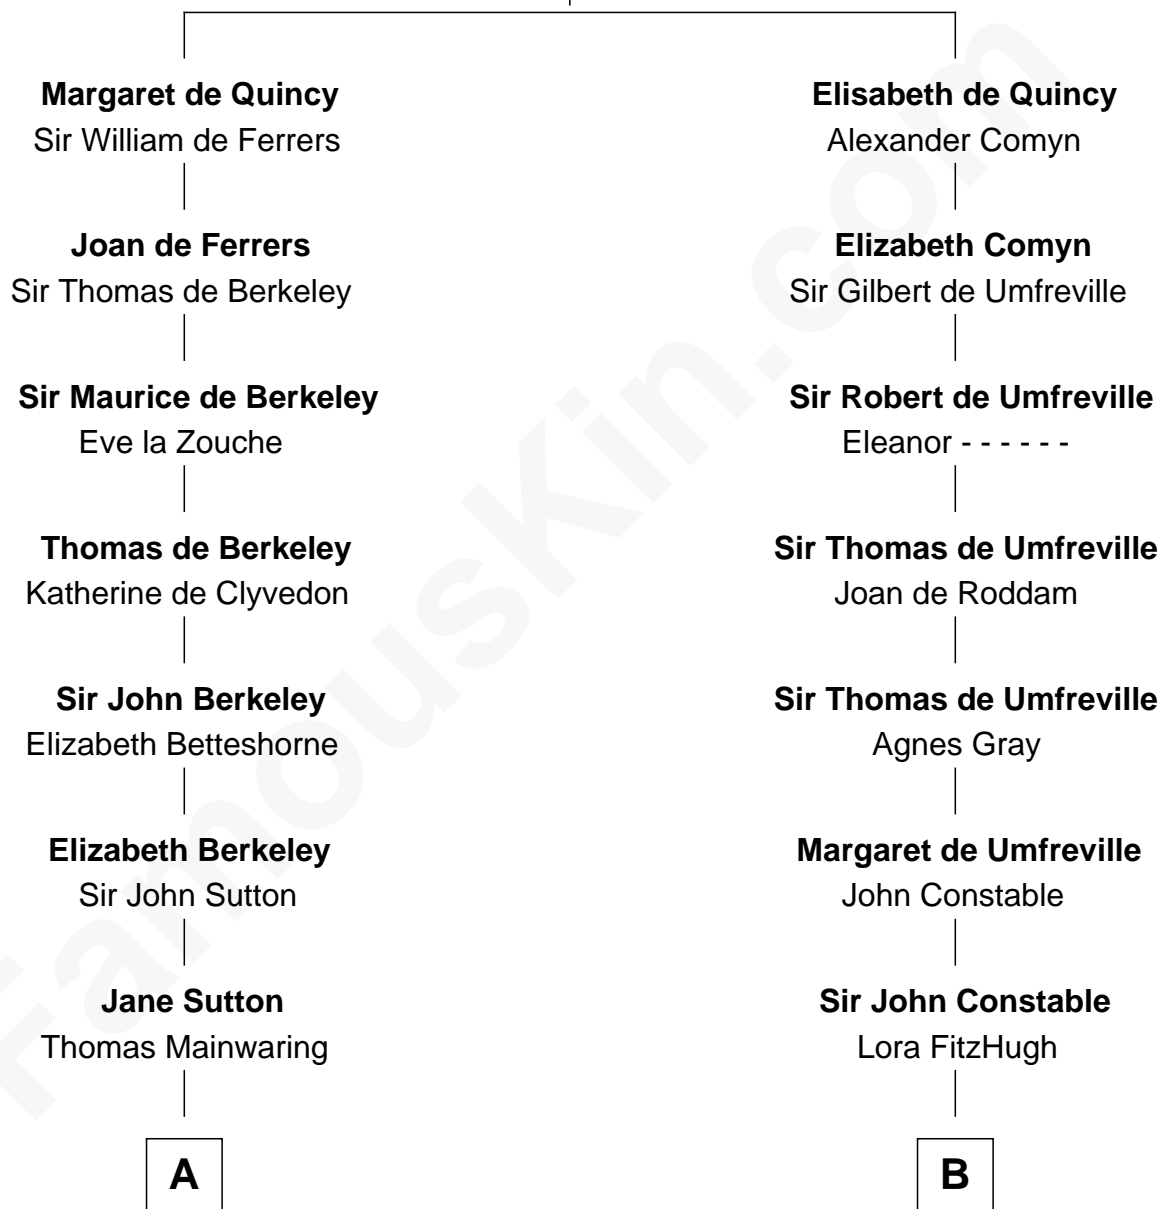 Margaret de Quincy
Sir William de Ferrers
Joan de Ferrers
Sir Thomas de Berkeley
Sir Maurice de Berkeley
Eve la Zouche
Thomas de Berkeley
Katherine de Clyvedon
Sir John Berkeley
Elizabeth Betteshorne
Elizabeth Berkeley
Sir John Sutton
Jane Sutton
Thomas Mainwaring
A
Elisabeth de Quincy
Alexander Comyn
Elizabeth Comyn
Sir Gilbert de Umfreville
Sir Robert de Umfreville
Eleanor - - - - - -
Sir Thomas de Umfreville
Joan de Roddam
Sir Thomas de Umfreville
Agnes Gray
Margaret de Umfreville
John Constable
Sir John Constable
Lora FitzHugh
B
FamousKin.com